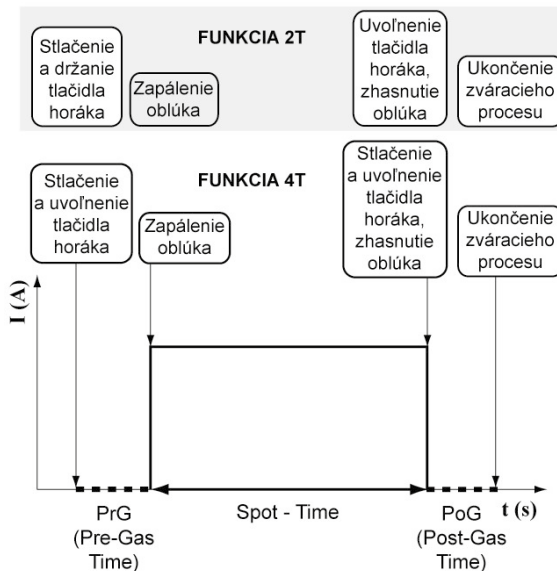 FUNKCIA 2T
Stlačenie
a držanie
tlačidla
horáka
Zapálenie
oblúka
Uvoľnenie
tlačidla
horáka,
zhasnutie
oblúka
Ukončenie
zváracieho
procesu
FUNKCIA 4T
Stlačenie
a uvoľnenie
tlačidla
horáka
Zapálenie
oblúka
Stlačenie
a uvoľnenie
tlačidla
horáka,
zhasnutie
oblúka
Ukončenie
zváracieho
procesu
I (A)
t (s)
PrG
(Pre-Gas
Time)
Spot - Time
PoG
(Post-Gas
Time)